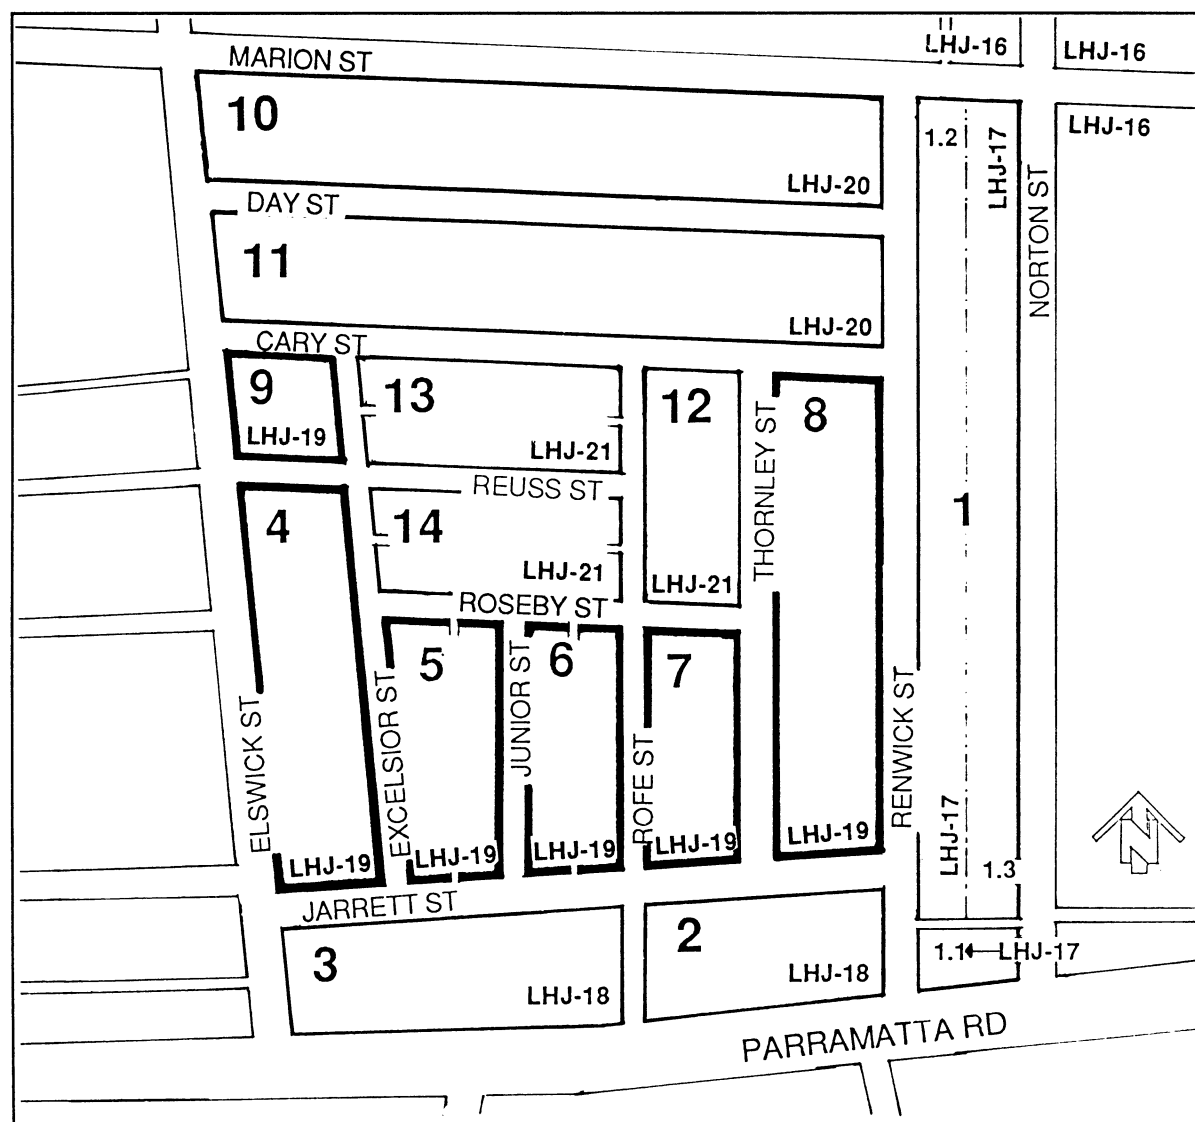 LHJ-16
LHJ-16
MARION ST
10
LHJ-16
1.2
LHJ-17
LHJ-20
NORTON ST
DAY ST
11
LHJ-20
CARY ST
9
13
12
8
LHJ-19
LHJ-21
THORNLEY ST
REUSS ST
4
14
1
LHJ-21
LHJ-21
ROSEBY ST
5
6
7
ELSWICK ST
EXCELSIOR ST
JUNIOR ST
ROFE ST
RENWICK ST
LHJ-17
N
LHJ-19
LHJ-19
LHJ-19
LHJ-19
LHJ-19
1.3
JARRETT ST
3
2
1.1
LHJ-17
LHJ-18
LHJ-18
PARRAMATTA RD